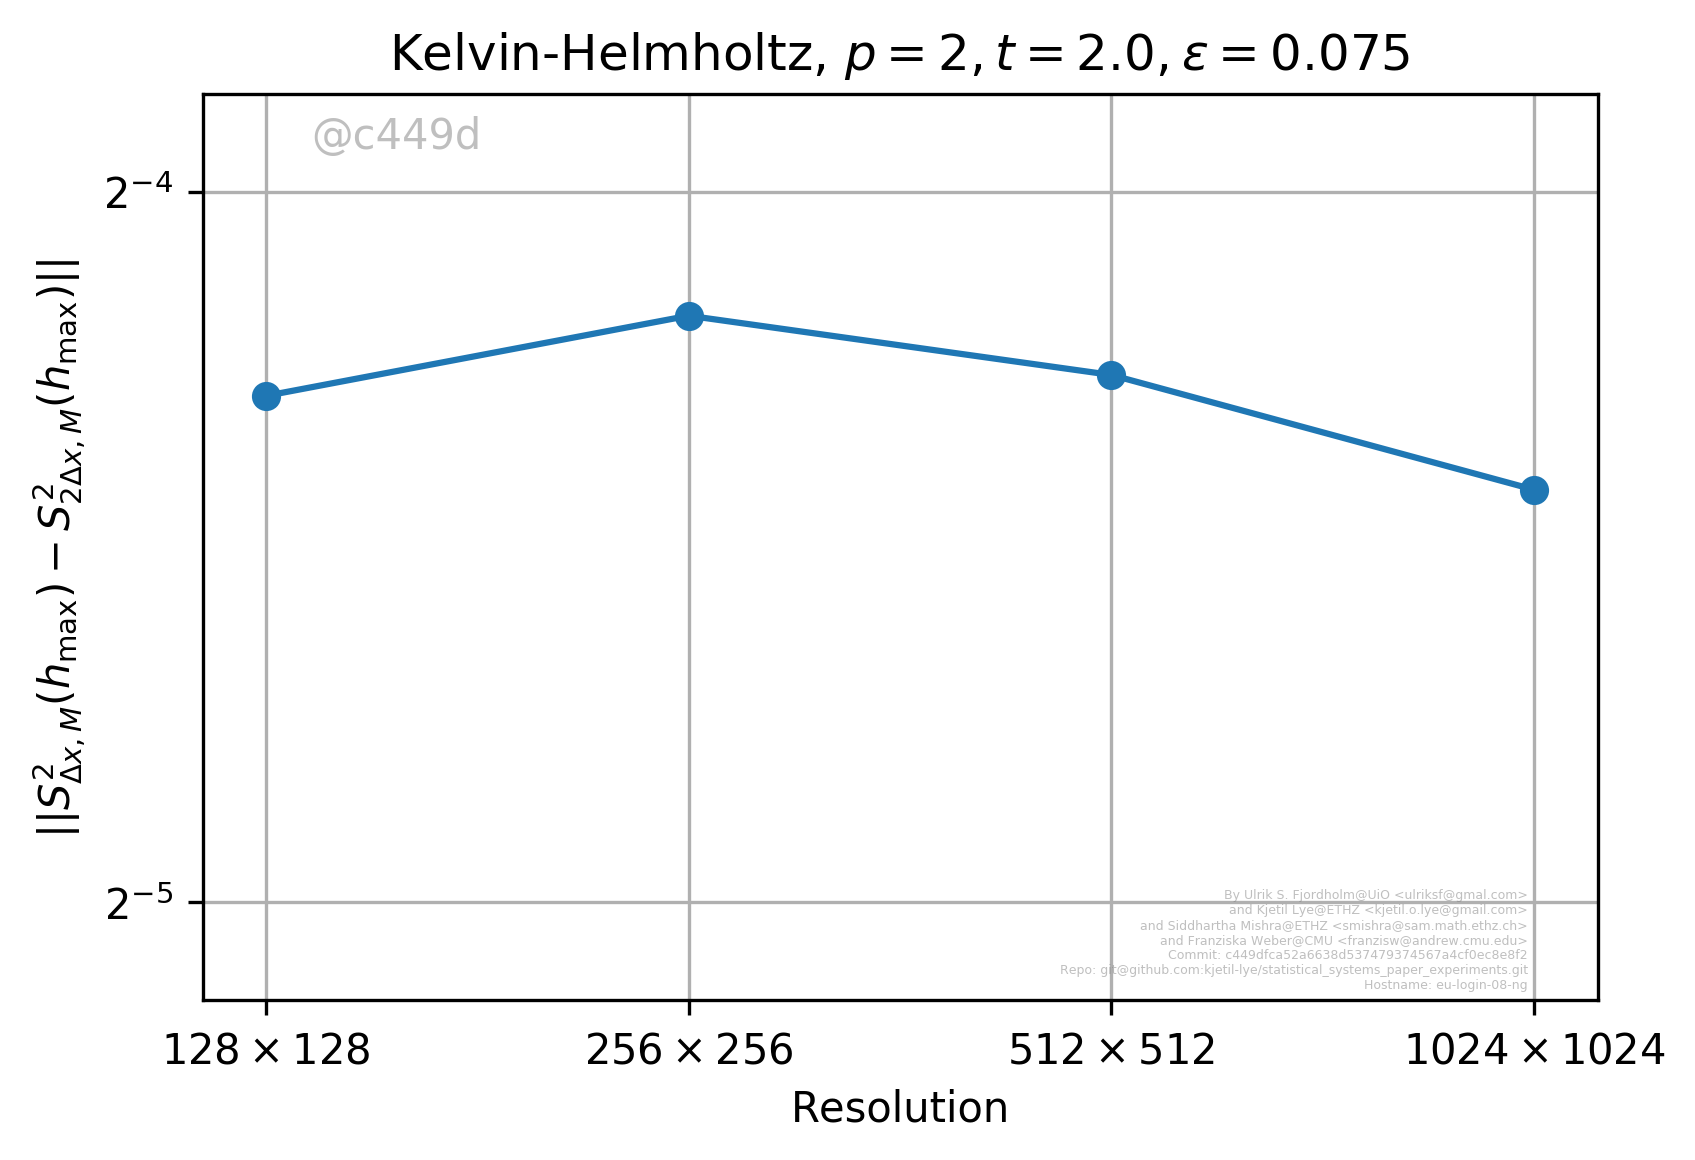 Kelvin-Helmholtz, p = 2, t = 2.0, ε = 0.075
@c449d
2⁻⁴
||S²_{Δx, M}(h_max) − S²_{2Δx, M}(h_max)||
2⁻⁵
By Ulrik S. Fjordholm@UiO <ulriksf@gmal.com>
and Kjetil Lye@ETHZ <kjetil.o.lye@gmail.com>
and Siddhartha Mishra@ETHZ <smishra@sam.math.ethz.ch>
and Franziska Weber@CMU <franzisw@andrew.cmu.edu>
Commit: c449dfca52a6638d537479374567a4cf0ec8e8f2
Repo: git@github.com:kjetil-lye/statistical_systems_paper_experiments.git
Hostname: eu-login-08-ng
128 × 128 256 × 256 512 × 512 1024 × 1024
Resolution